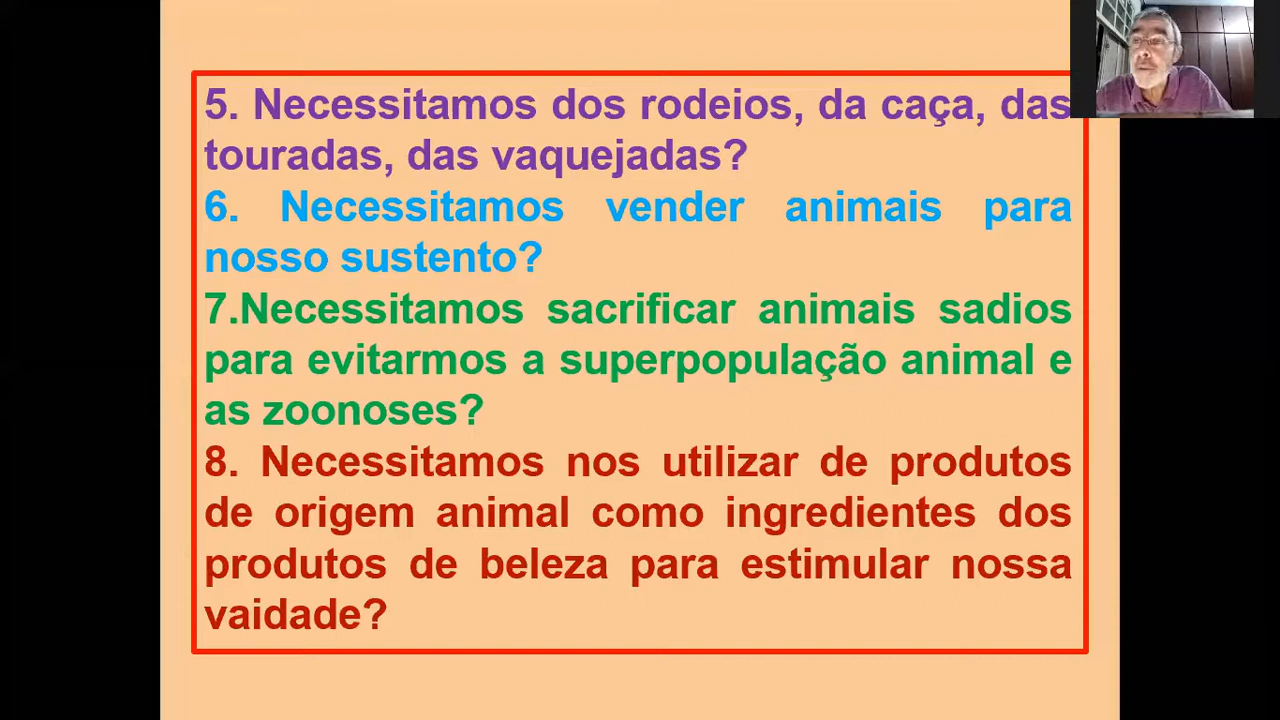 5. Necessitamos dos rodeios, da caça, das
touradas, das vaquejadas?
6. Necessitamos vender animais para
nosso sustento?
7.Necessitamos sacrificar animais sadios
para evitarmos a superpopulação animal e
as zoonoses?
8. Necessitamos nos utilizar de produtos
de origem animal como ingredientes dos
produtos de beleza para estimular nossa
vaidade?